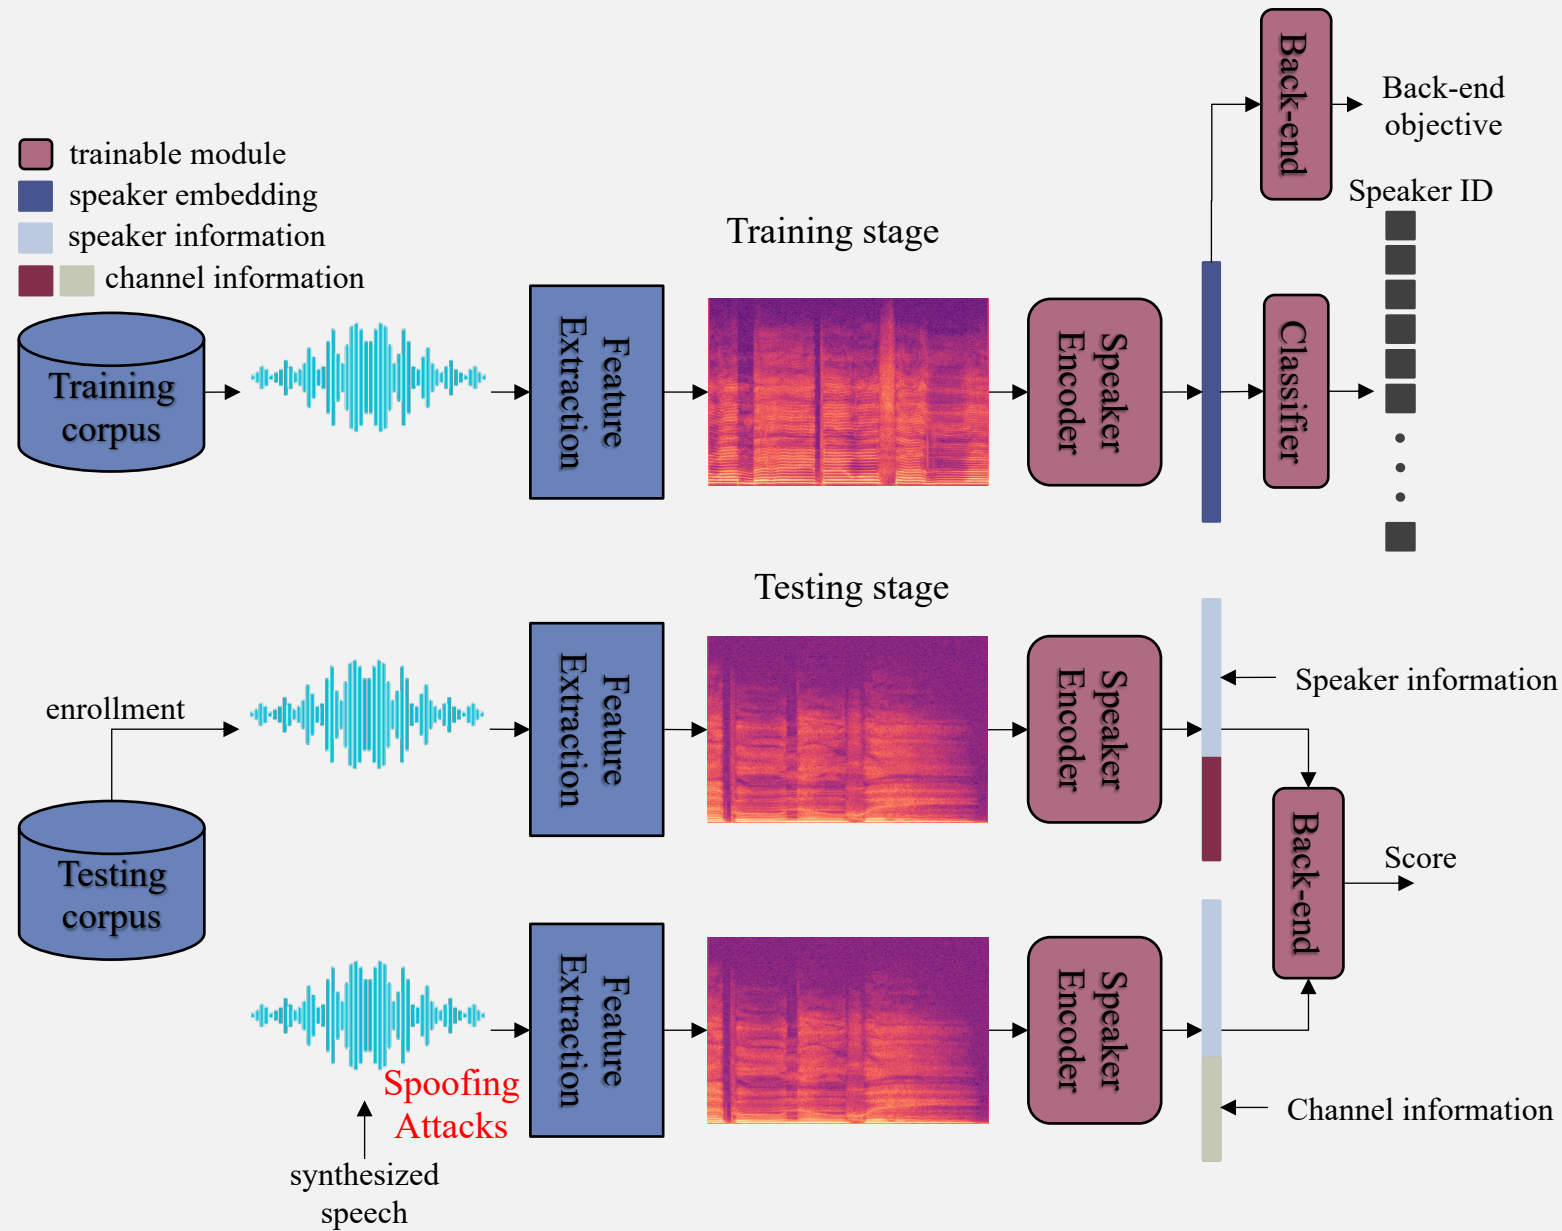 Back-end
Back-end
objective
trainable module
speaker embedding
speaker information
channel information
Training stage
Speaker ID
Training
corpus
Feature
Extraction
Speaker
Encoder
Classifier
Testing stage
enrollment
Feature
Extraction
Speaker
Encoder
Speaker information
Testing
corpus
Back-end
Score
Feature
Extraction
Speaker
Encoder
Spoofing
Attacks
Channel information
synthesized
speech